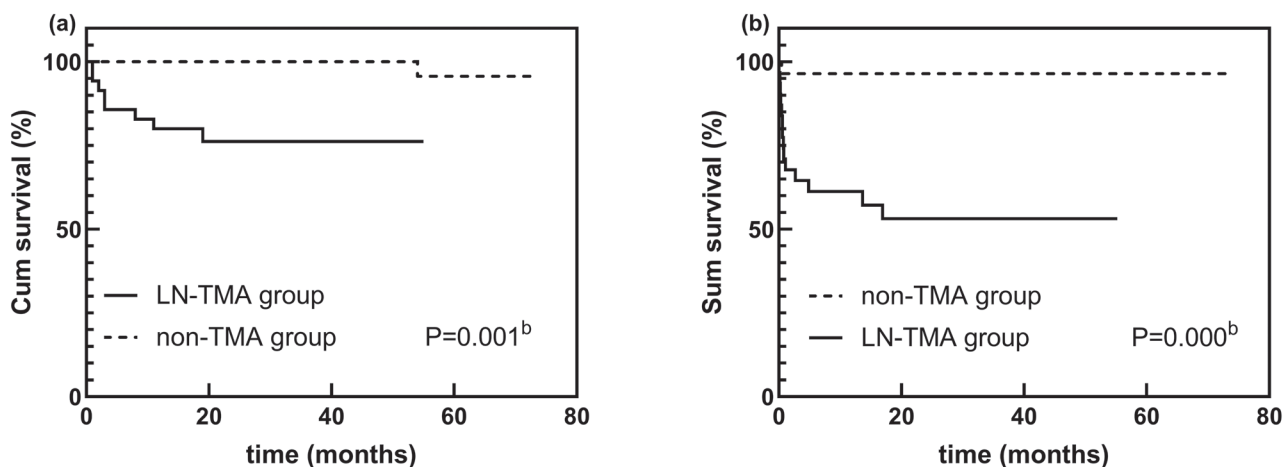 (a)
Cum survival (%)
100
50
0
LN-TMA group
non-TMA group
P=0.001ᵇ
0 20 40 60 80
time (months)
(b)
Sum survival (%)
100
50
0
non-TMA group
LN-TMA group
P=0.000ᵇ
0 20 40 60 80
time (months)